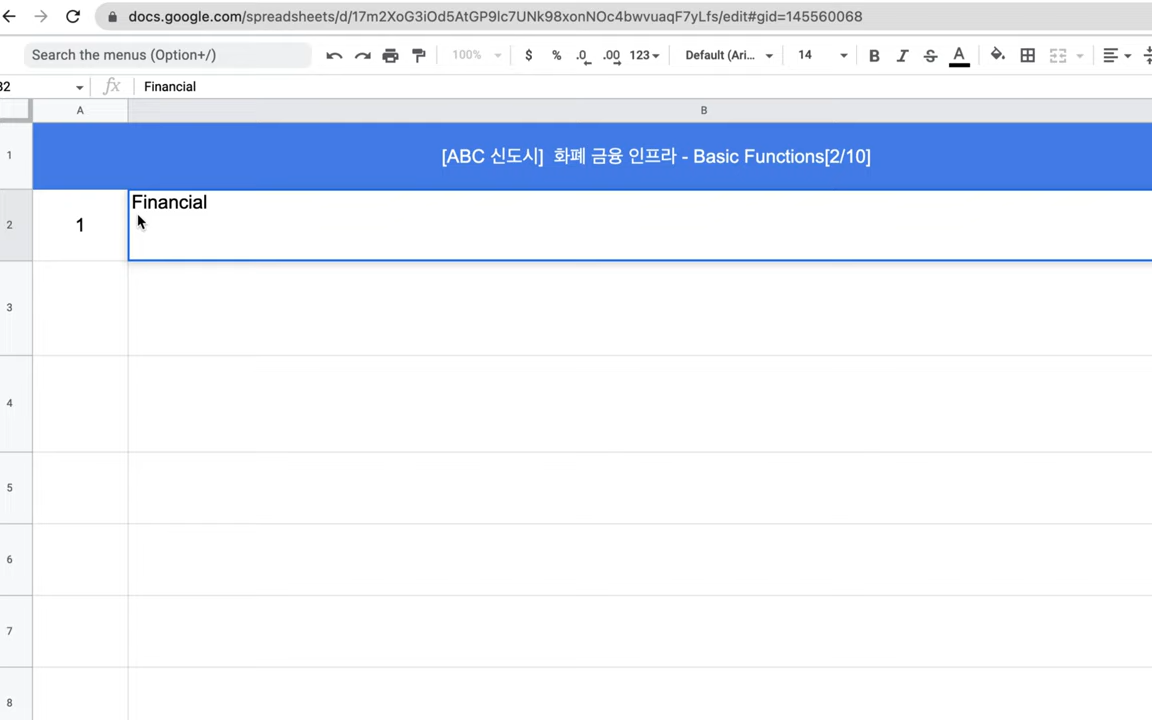 docs.google.com/spreadsheets/d/17m2XoG3iOd5AtGP9lc7UNk98xonNOc4bwvuaqF7yLfs/edit#gid=145560068
Search the menus (Option+/) 100% $ % .0 .00 123 Default (Ari... 14 B I S A
32 fx Financial
A B
1 [ABC 신도시] 화폐 금융 인프라 - Basic Functions[2/10]
2 1 Financial
3
4
5
6
7
8